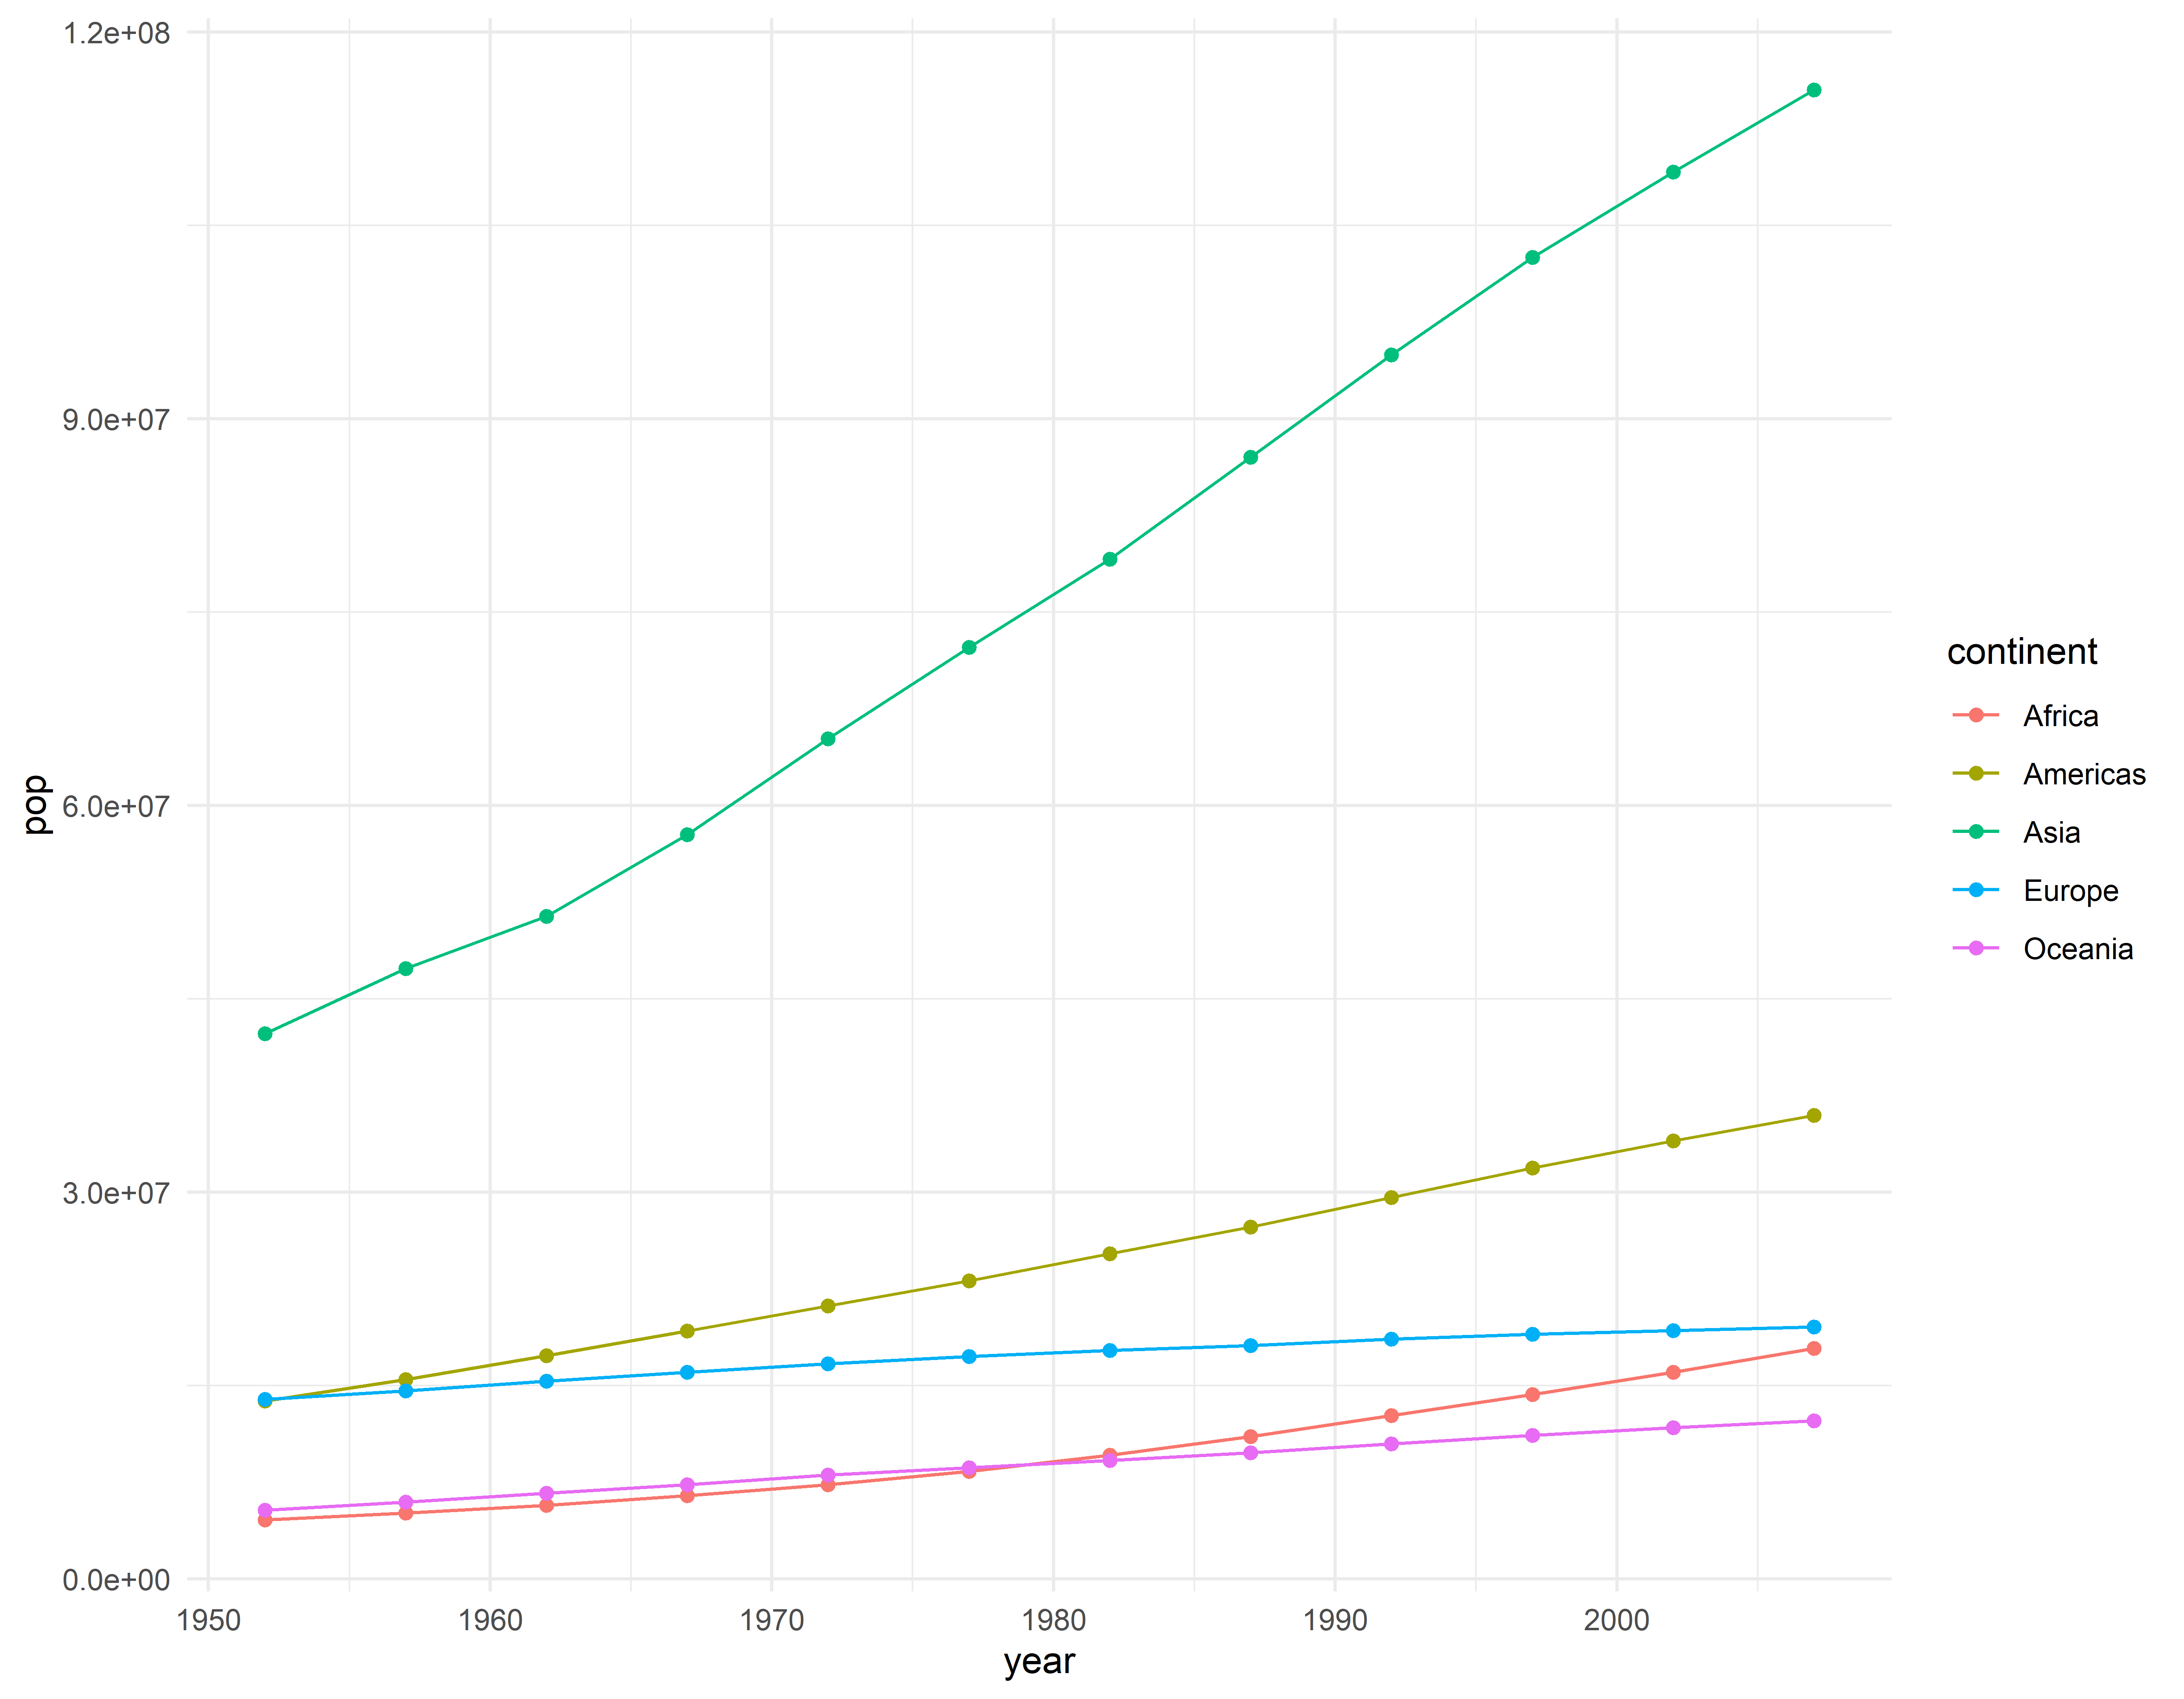 1.2e+08
9.0e+07
6.0e+07
3.0e+07
0.0e+00
pop
1950 1960 1970 1980 1990 2000
year
continent
Africa
Americas
Asia
Europe
Oceania